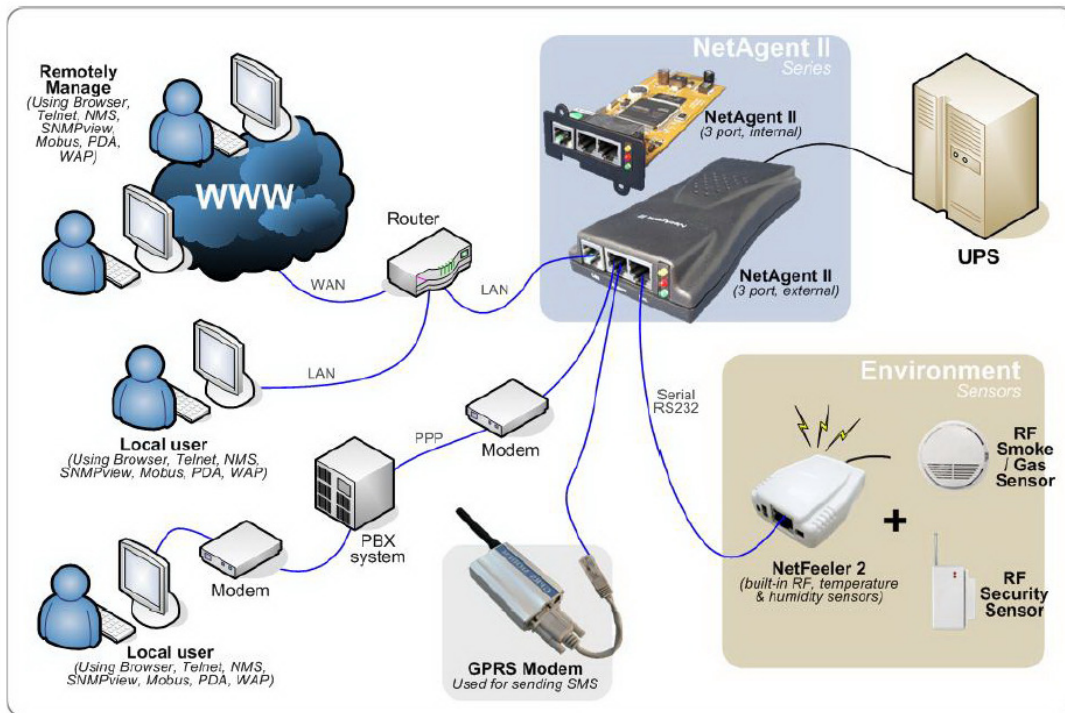 NetAgent II
Series
Remotely
Manage
(Using Browser,
Telnet, NMS,
SNMPview,
Mobus, PDA,
WAP)
WWW
NetAgent II
(3 port, internal)
Router
WAN
LAN
NetAgent II
(3 port, external)
UPS
LAN
Local user
(Using Browser, Telnet, NMS,
SNMPview, Mobus, PDA, WAP)
PPP
Modem
Serial
RS232
Environment
Sensors
RF
Smoke
/ Gas
Sensor
+
NetFeeler 2
(built-in RF, temperature
& humidity sensors)
RF
Security
Sensor
PBX
system
Modem
Local user
(Using Browser, Telnet, NMS,
SNMPview, Mobus, PDA, WAP)
GPRS Modem
Used for sending SMS